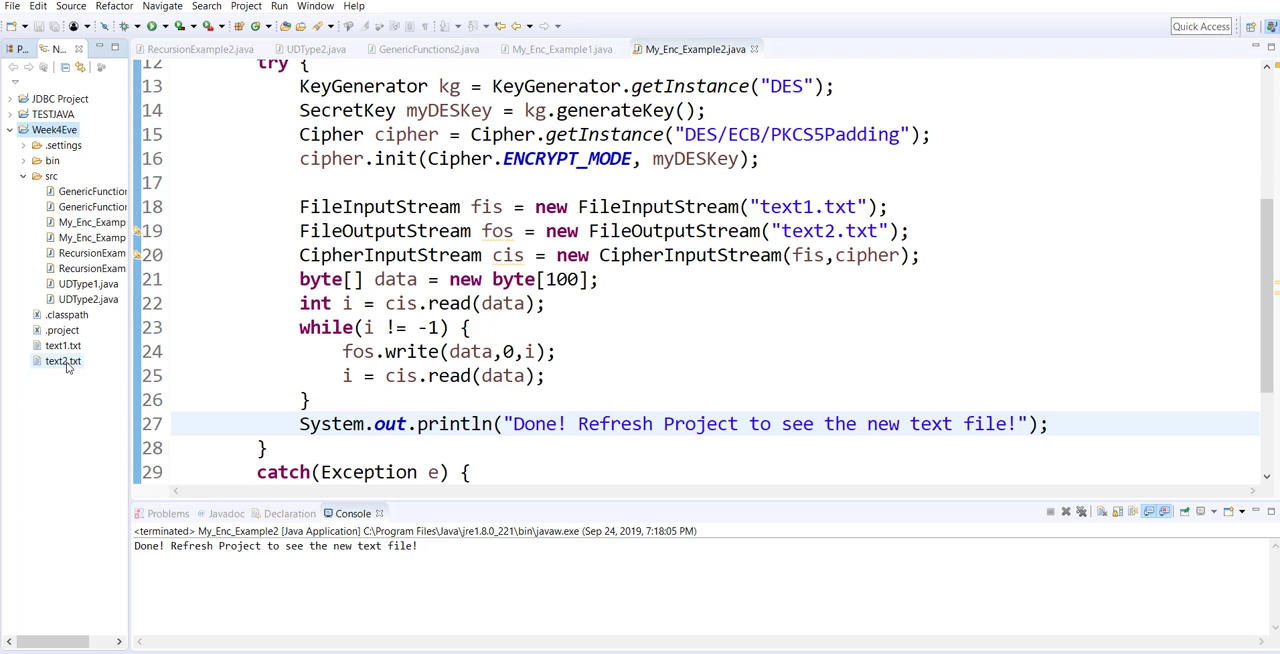 File Edit Source Refactor Navigate Search Project Run Window Help
Quick Access
P... N...
RecursionExample2.java UDType2.java GenericFunctions2.java My_Enc_Example1.java My_Enc_Example2.java
JDBC Project
TESTJAVA
Week4Eve
.settings
bin
src
GenericFunction
GenericFunction
My_Enc_Examp
My_Enc_Examp
RecursionExam
RecursionExam
UDType1.java
UDType2.java
.classpath
.project
text1.txt
text2.txt
12 try {
13 KeyGenerator kg = KeyGenerator.getInstance("DES");
14 SecretKey myDESKey = kg.generateKey();
15 Cipher cipher = Cipher.getInstance("DES/ECB/PKCS5Padding");
16 cipher.init(Cipher.ENCRYPT_MODE, myDESKey);
17
18 FileInputStream fis = new FileInputStream("text1.txt");
19 FileOutputStream fos = new FileOutputStream("text2.txt");
20 CipherInputStream cis = new CipherInputStream(fis,cipher);
21 byte[] data = new byte[100];
22 int i = cis.read(data);
23 while(i != -1) {
24 fos.write(data,0,i);
25 i = cis.read(data);
26 }
27 System.out.println("Done! Refresh Project to see the new text file!");
28 }
29 catch(Exception e) {
Problems Javadoc Declaration Console
<terminated> My_Enc_Example2 [Java Application] C:\Program Files\Java\jre1.8.0_221\bin\javaw.exe (Sep 24, 2019, 7:18:05 PM)
Done! Refresh Project to see the new text file!